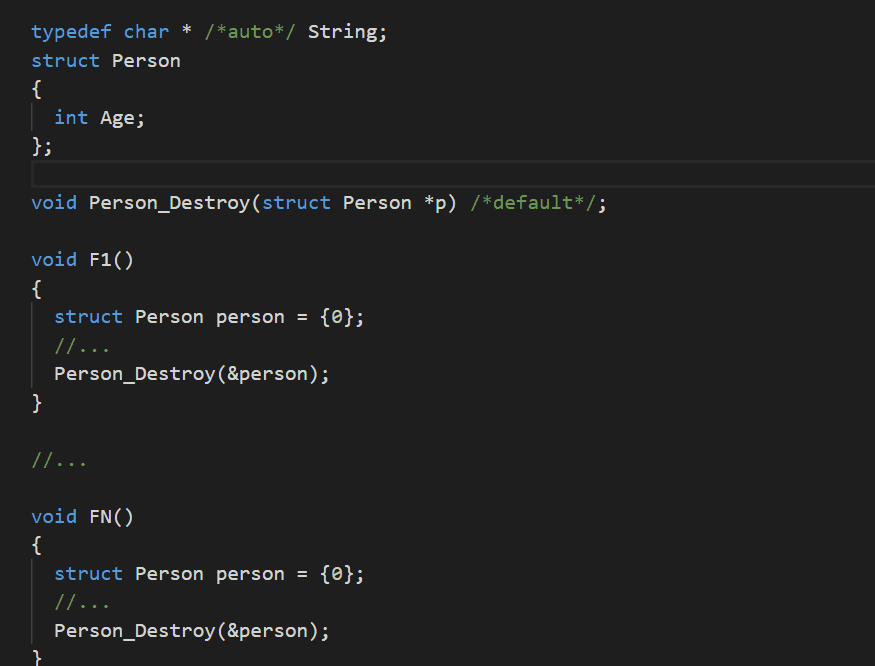 typedef char * /*auto*/ String;
struct Person
{
int Age;
};
void Person_Destroy(struct Person *p) /*default*/;
void F1()
{
struct Person person = {0};
//...
Person_Destroy(&person);
}
//...
void FN()
{
struct Person person = {0};
//...
Person_Destroy(&person);
}